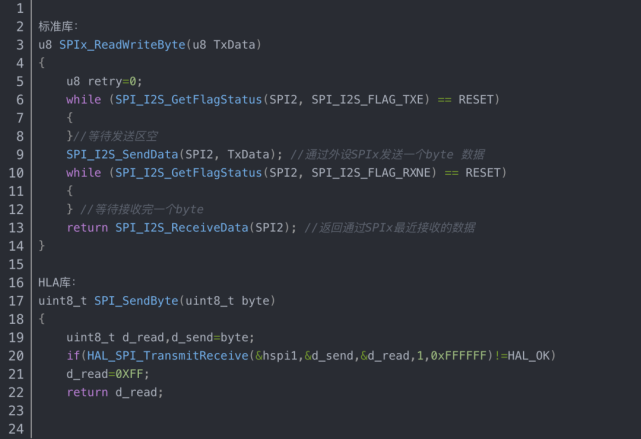 1
2 标准库:
3 u8 SPIx_ReadWriteByte(u8 TxData)
4 {
5     u8 retry=0;
6     while (SPI_I2S_GetFlagStatus(SPI2, SPI_I2S_FLAG_TXE) == RESET)
7     {
8     }//等待发送区空
9     SPI_I2S_SendData(SPI2, TxData); //通过外设SPIx发送一个byte 数据
10     while (SPI_I2S_GetFlagStatus(SPI2, SPI_I2S_FLAG_RXNE) == RESET)
11     {
12     } //等待接收完一个byte
13     return SPI_I2S_ReceiveData(SPI2); //返回通过SPIx最近接收的数据
14 }
15
16 HLA库:
17 uint8_t SPI_SendByte(uint8_t byte)
18 {
19     uint8_t d_read,d_send=byte;
20     if(HAL_SPI_TransmitReceive(&hspi1,&d_send,&d_read,1,0xFFFFFF)!=HAL_OK)
21     d_read=0XFF;
22     return d_read;
23
24